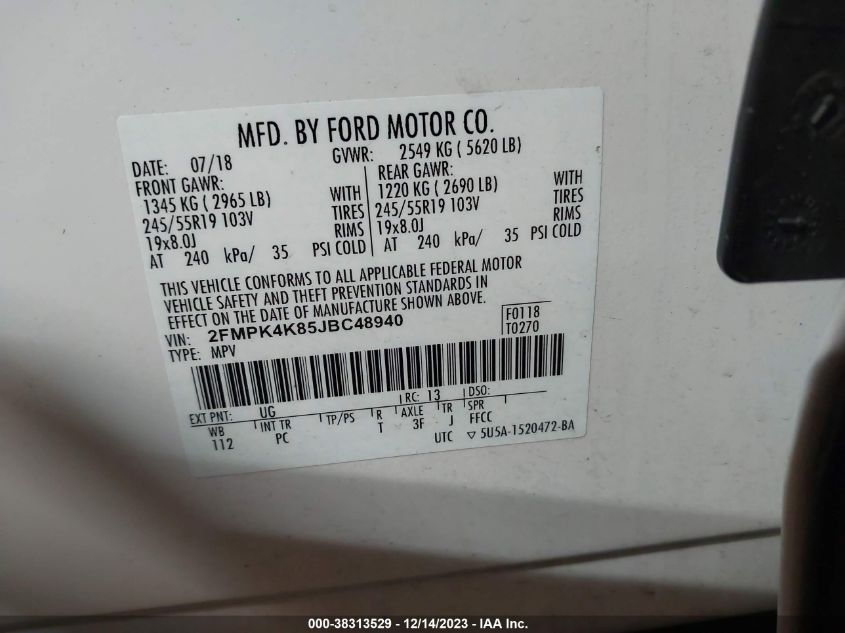 MFD. BY FORD MOTOR CO.
DATE: 07/18 GVWR: 2549 KG ( 5620 LB)
FRONT GAWR: REAR GAWR:
1345 KG ( 2965 LB) WITH 1220 KG ( 2690 LB) WITH
245/55R19 103V TIRES 245/55R19 103V TIRES
19x8.0J RIMS 19x8.0J RIMS
AT 240 kPa/ 35 PSI COLD AT 240 kPa/ 35 PSI COLD
THIS VEHICLE CONFORMS TO ALL APPLICABLE FEDERAL MOTOR
VEHICLE SAFETY AND THEFT PREVENTION STANDARDS IN
EFFECT ON THE DATE OF MANUFACTURE SHOWN ABOVE.
VIN: 2FMPK4K85JBC48940 F0118
TYPE: MPV T0270
EXT PNT: UG RC: 13 DSO:
WB INT TR TP/PS R AXLE TR SPR
112 PC T 3F J FFCC
UTC ▽ 5U5A-1520472-BA
000-38313529 - 12/14/2023 - IAA Inc.